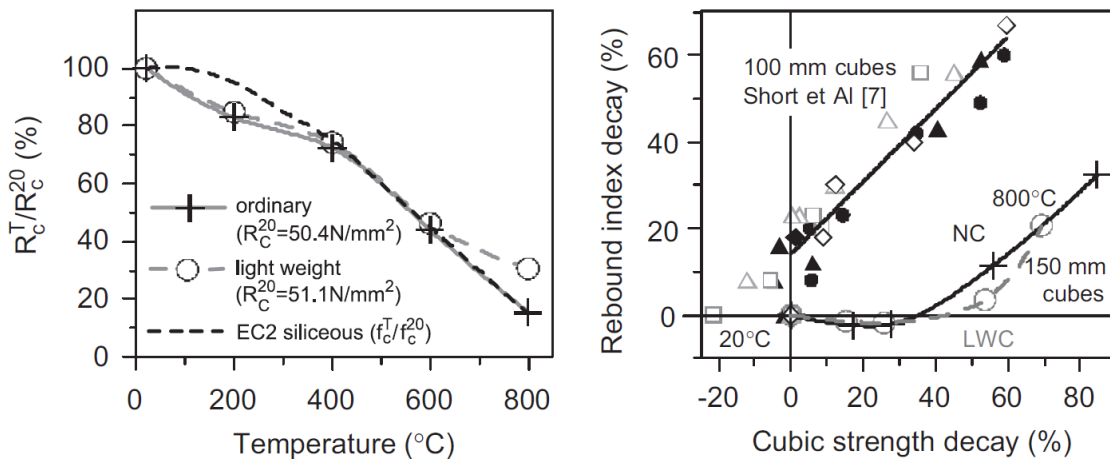 R_c^T/R_c^20 (%)
100
80
60
40
20
0
ordinary
(R_C^20=50.4N/mm²)
light weight
(R_C^20=51.1N/mm²)
EC2 siliceous (f_c^T/f_c^20)
0 200 400 600 800
Temperature (°C)
Rebound index decay (%)
60
40
20
0
100 mm cubes
Short et Al [7]
800°C
NC
150 mm
cubes
20°C
LWC
-20 0 20 40 60 80
Cubic strength decay (%)